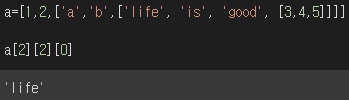 a=[1,2,['a','b',['life', 'is', 'good', [3,4,5]]]]
a[2][2][0]
'life'